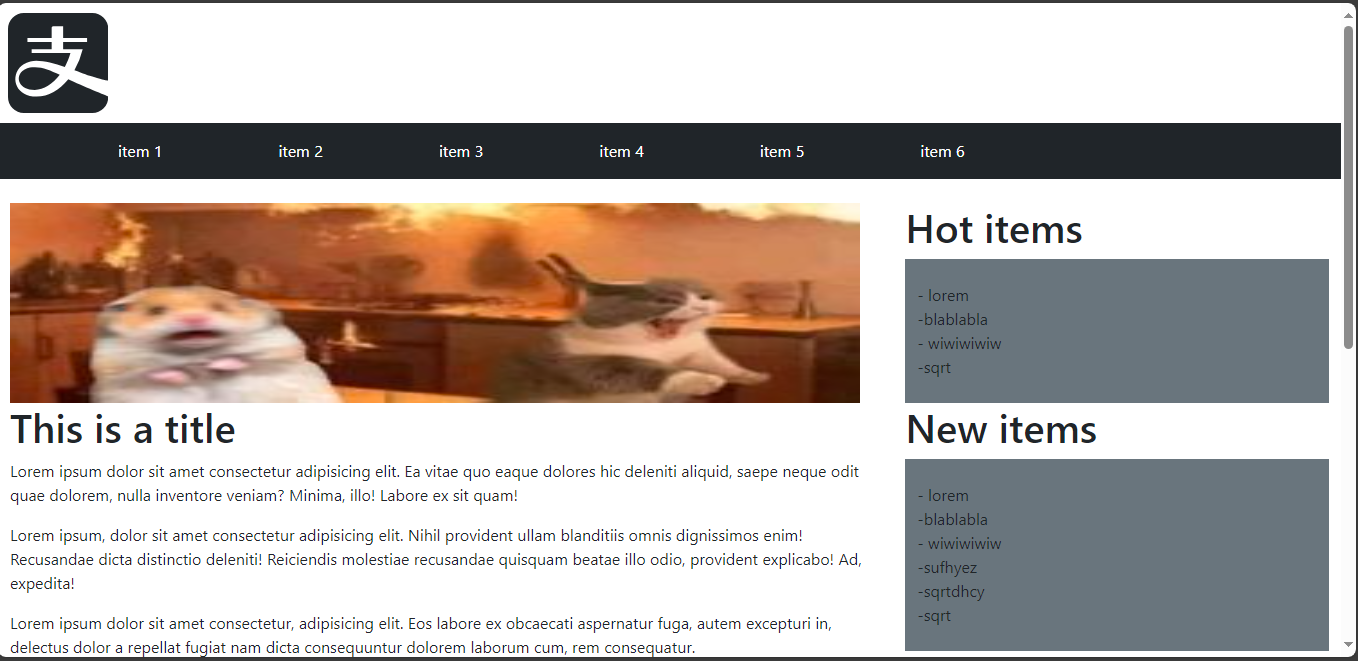 支
item 1 item 2 item 3 item 4 item 5 item 6
This is a title
Lorem ipsum dolor sit amet consectetur adipisicing elit. Ea vitae quo eaque dolores hic deleniti aliquid, saepe neque odit
quae dolorem, nulla inventore veniam? Minima, illo! Labore ex sit quam!
Lorem ipsum, dolor sit amet consectetur adipisicing elit. Nihil provident ullam blanditiis omnis dignissimos enim!
Recusandae dicta distinctio deleniti! Reiciendis molestiae recusandae quisquam beatae illo odio, provident explicabo! Ad,
expedita!
Lorem ipsum dolor sit amet consectetur, adipisicing elit. Eos labore ex obcaecati aspernatur fuga, autem excepturi in,
delectus dolor a repellat fugiat nam dicta consequuntur dolorem laborum cum, rem consequatur.
Hot items
- lorem
-blablabla
- wiwiwiwiw
-sqrt
New items
- lorem
-blablabla
- wiwiwiwiw
-sufhyez
-sqrtdhcy
-sqrt